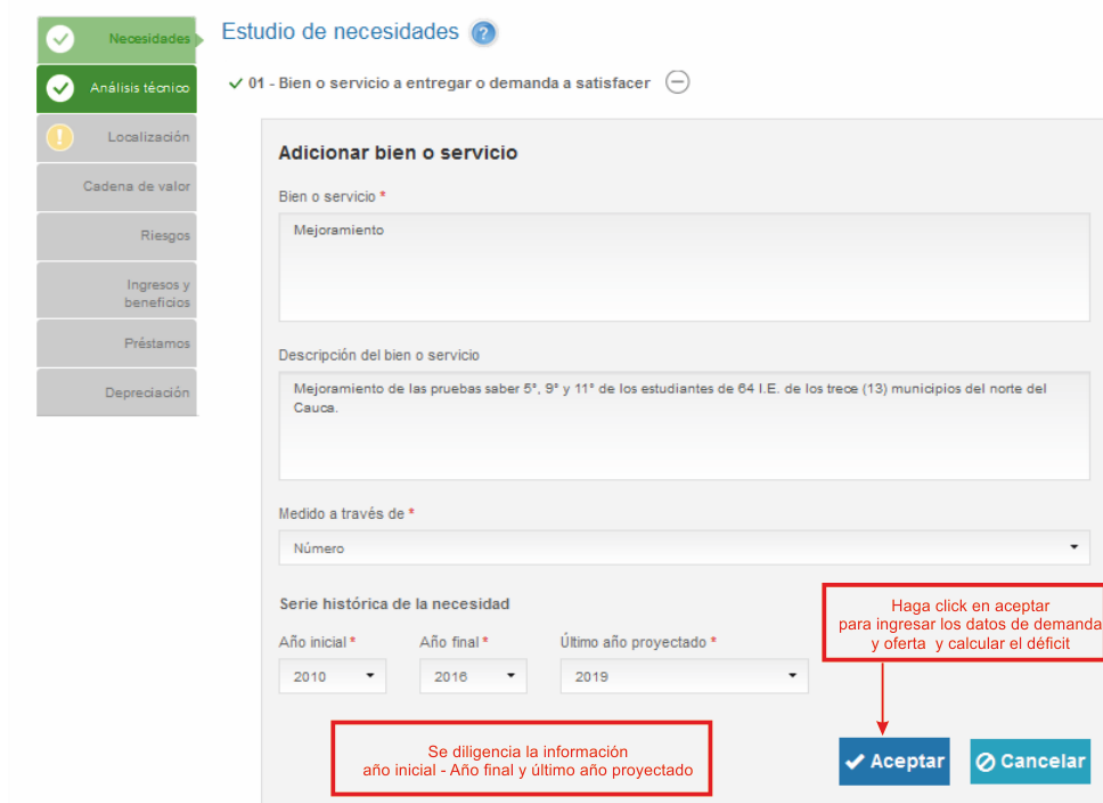 Necesidades
Análisis técnico
Localización
Cadena de valor
Riesgos
Ingresos y
beneficios
Préstamos
Depreciación
Estudio de necesidades ?
01 - Bien o servicio a entregar o demanda a satisfacer
Adicionar bien o servicio
Bien o servicio *
Mejoramiento
Descripción del bien o servicio
Mejoramiento de las pruebas saber 5°, 9° y 11° de los estudiantes de 64 I.E. de los trece (13) municipios del norte del
Cauca.
Medido a través de *
Número
Serie histórica de la necesidad
Año inicial * Año final * Último año proyectado *
2010 2016 2019
Haga click en aceptar
para ingresar los datos de demanda
y oferta y calcular el déficit
Se diligencia la información
año inicial - Año final y último año proyectado
Aceptar Cancelar